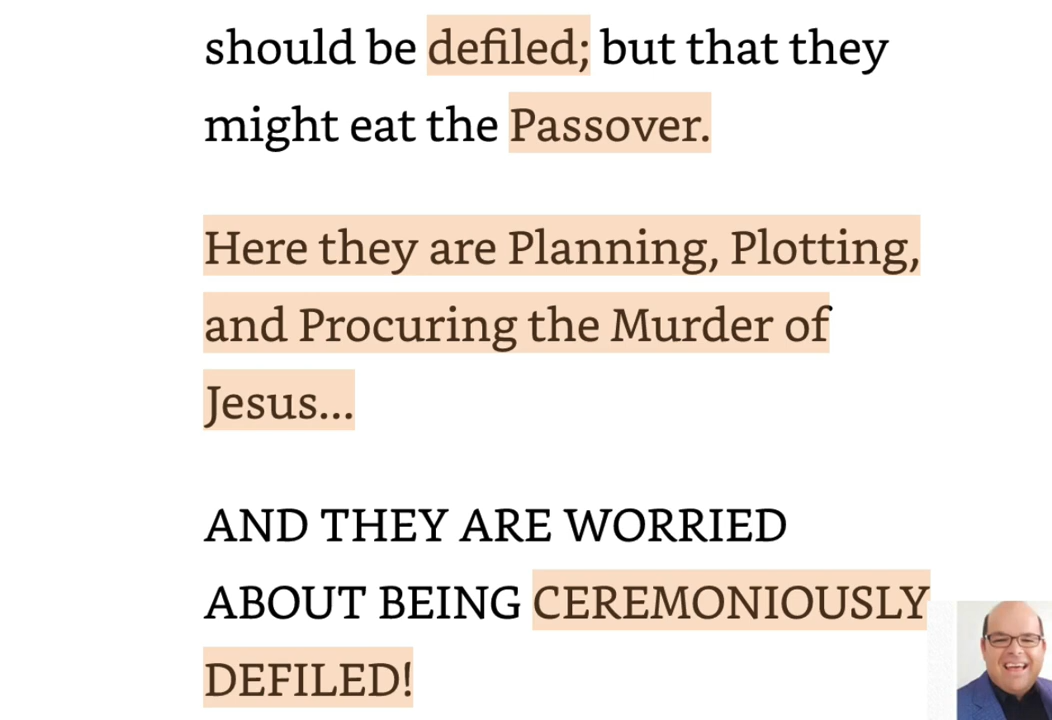 should be defiled; but that they
might eat the Passover.
Here they are Planning, Plotting,
and Procuring the Murder of
Jesus...
AND THEY ARE WORRIED
ABOUT BEING CEREMONIOUSLY
DEFILED!